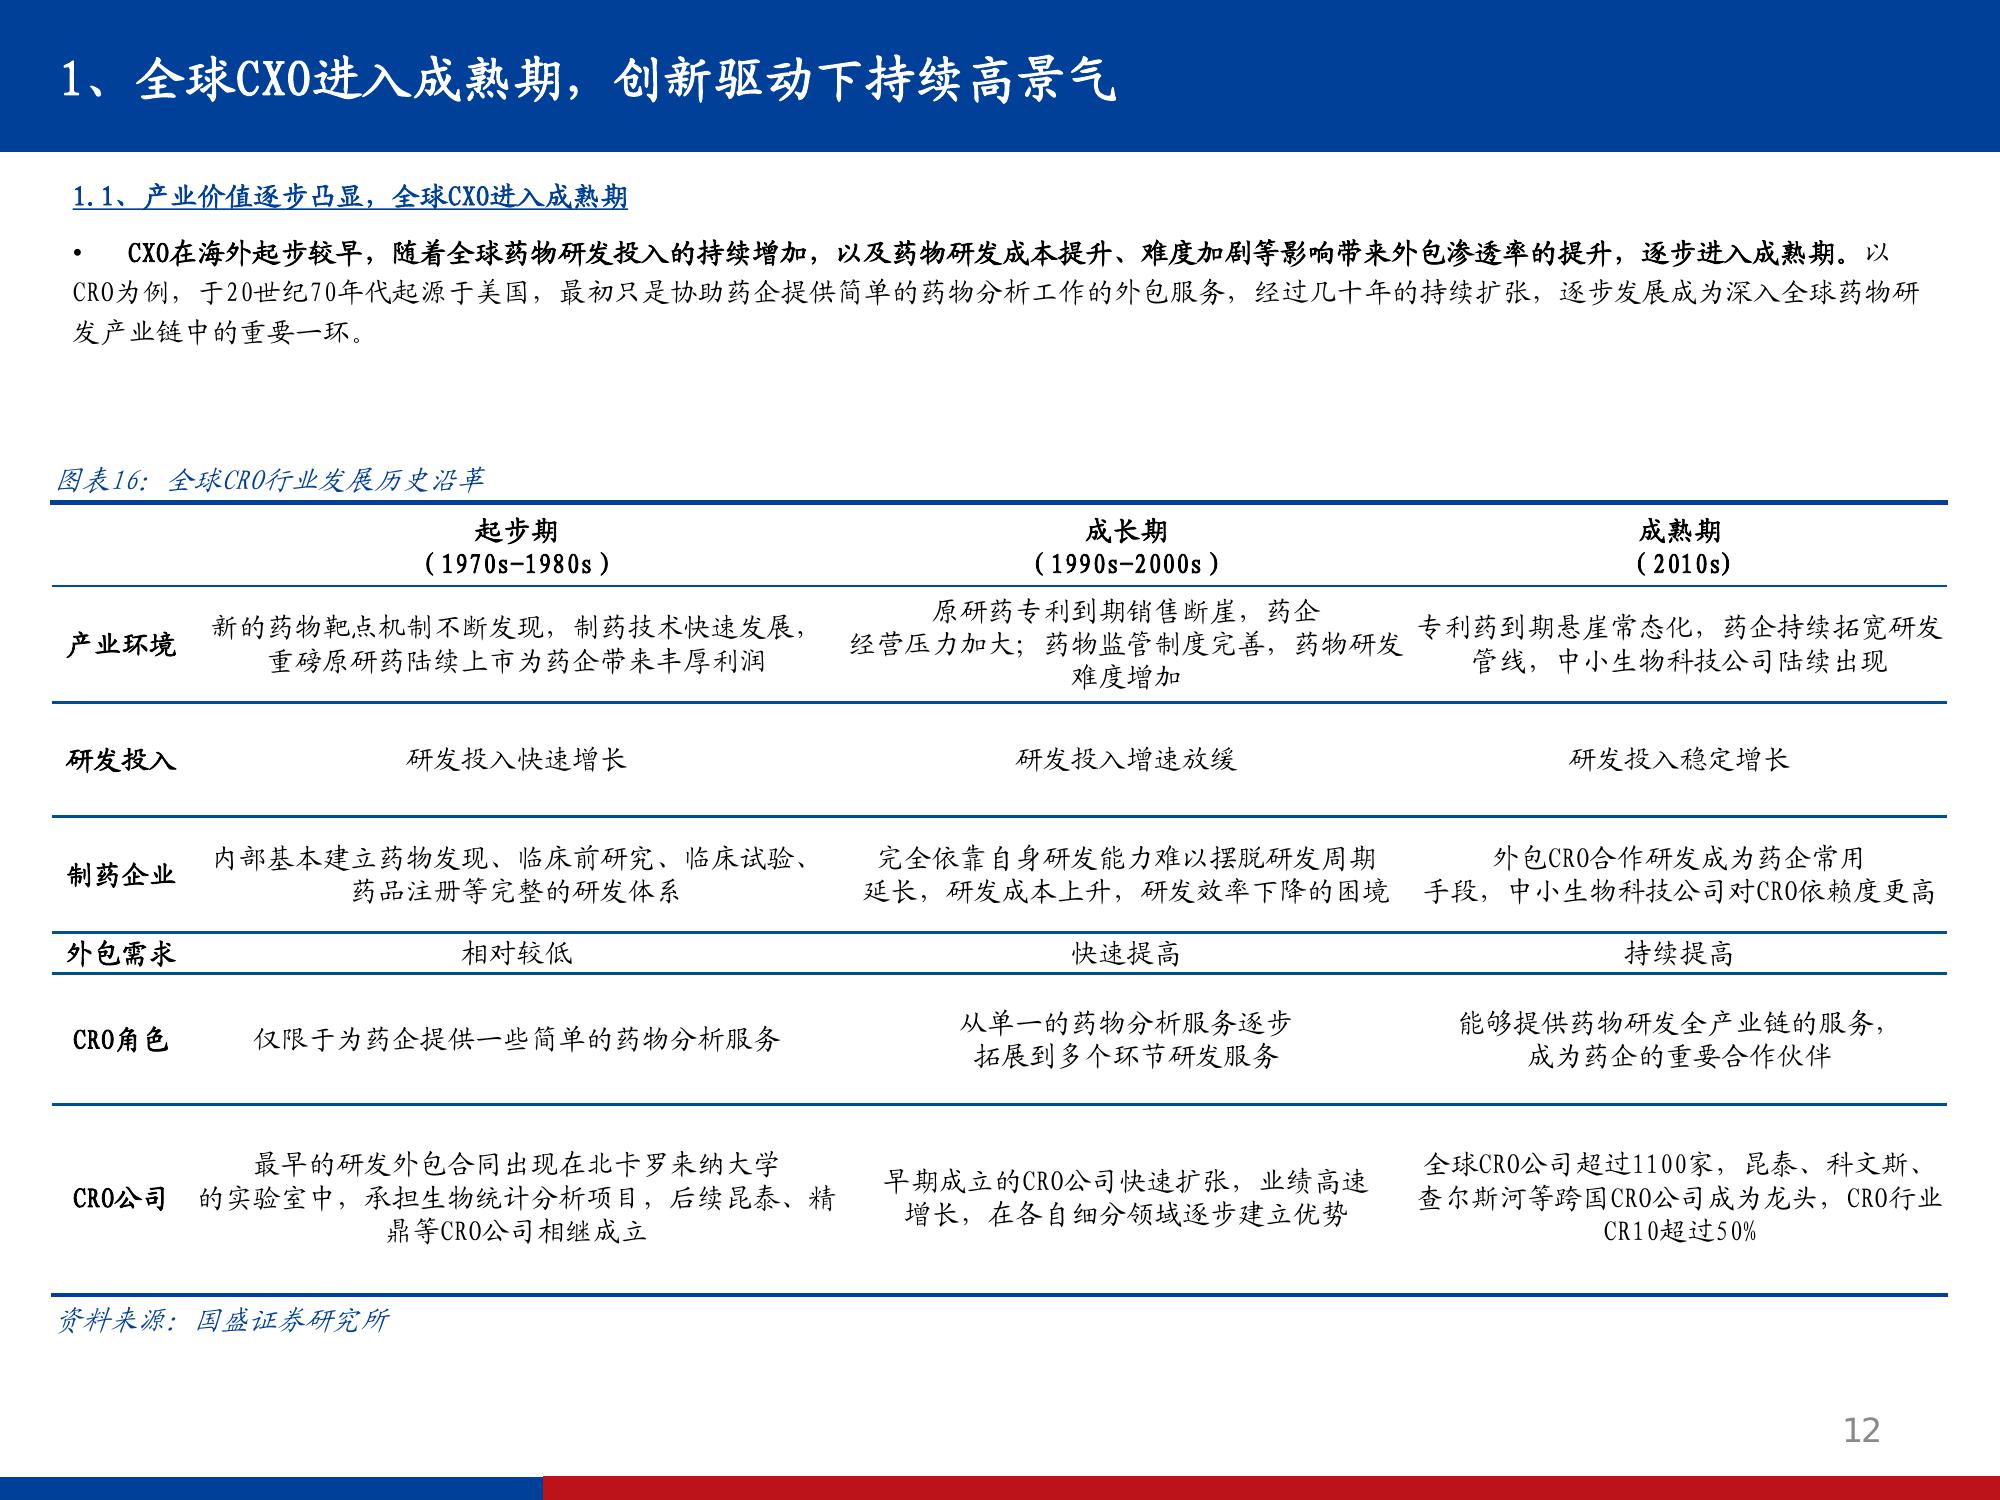 1、全球CXO进入成熟期，创新驱动下持续高景气
1.1、产业价值逐步凸显，全球CXO进入成熟期
• CXO在海外起步较早，随着全球药物研发投入的持续增加，以及药物研发成本提升、难度加剧等影响带来外包渗透率的提升，逐步进入成熟期。以
CRO为例，于20世纪70年代起源于美国，最初只是协助药企提供简单的药物分析工作的外包服务，经过几十年的持续扩张，逐步发展成为深入全球药物研
发产业链中的重要一环。
图表16：全球CRO行业发展历史沿革
起步期 成长期 成熟期
（1970s-1980s） （1990s-2000s） （2010s）
产业环境
新的药物靶点机制不断发现，制药技术快速发展，
重磅原研药陆续上市为药企带来丰厚利润
原研药专利到期销售断崖，药企
经营压力加大；药物监管制度完善，药物研发
难度增加
专利药到期悬崖常态化，药企持续拓宽研发
管线，中小生物科技公司陆续出现
研发投入 研发投入快速增长 研发投入增速放缓 研发投入稳定增长
制药企业
内部基本建立药物发现、临床前研究、临床试验、
药品注册等完整的研发体系
完全依靠自身研发能力难以摆脱研发周期
延长，研发成本上升，研发效率下降的困境
外包CRO合作研发成为药企常用
手段，中小生物科技公司对CRO依赖度更高
外包需求 相对较低 快速提高 持续提高
CRO角色
仅限于为药企提供一些简单的药物分析服务
从单一的药物分析服务逐步
拓展到多个环节研发服务
能够提供药物研发全产业链的服务，
成为药企的重要合作伙伴
CRO公司
最早的研发外包合同出现在北卡罗来纳大学
的实验室中，承担生物统计分析项目，后续昆泰、精
鼎等CRO公司相继成立
早期成立的CRO公司快速扩张，业绩高速
增长，在各自细分领域逐步建立优势
全球CRO公司超过1100家，昆泰、科文斯、
查尔斯河等跨国CRO公司成为龙头，CRO行业
CR10超过50%
资料来源：国盛证券研究所
12